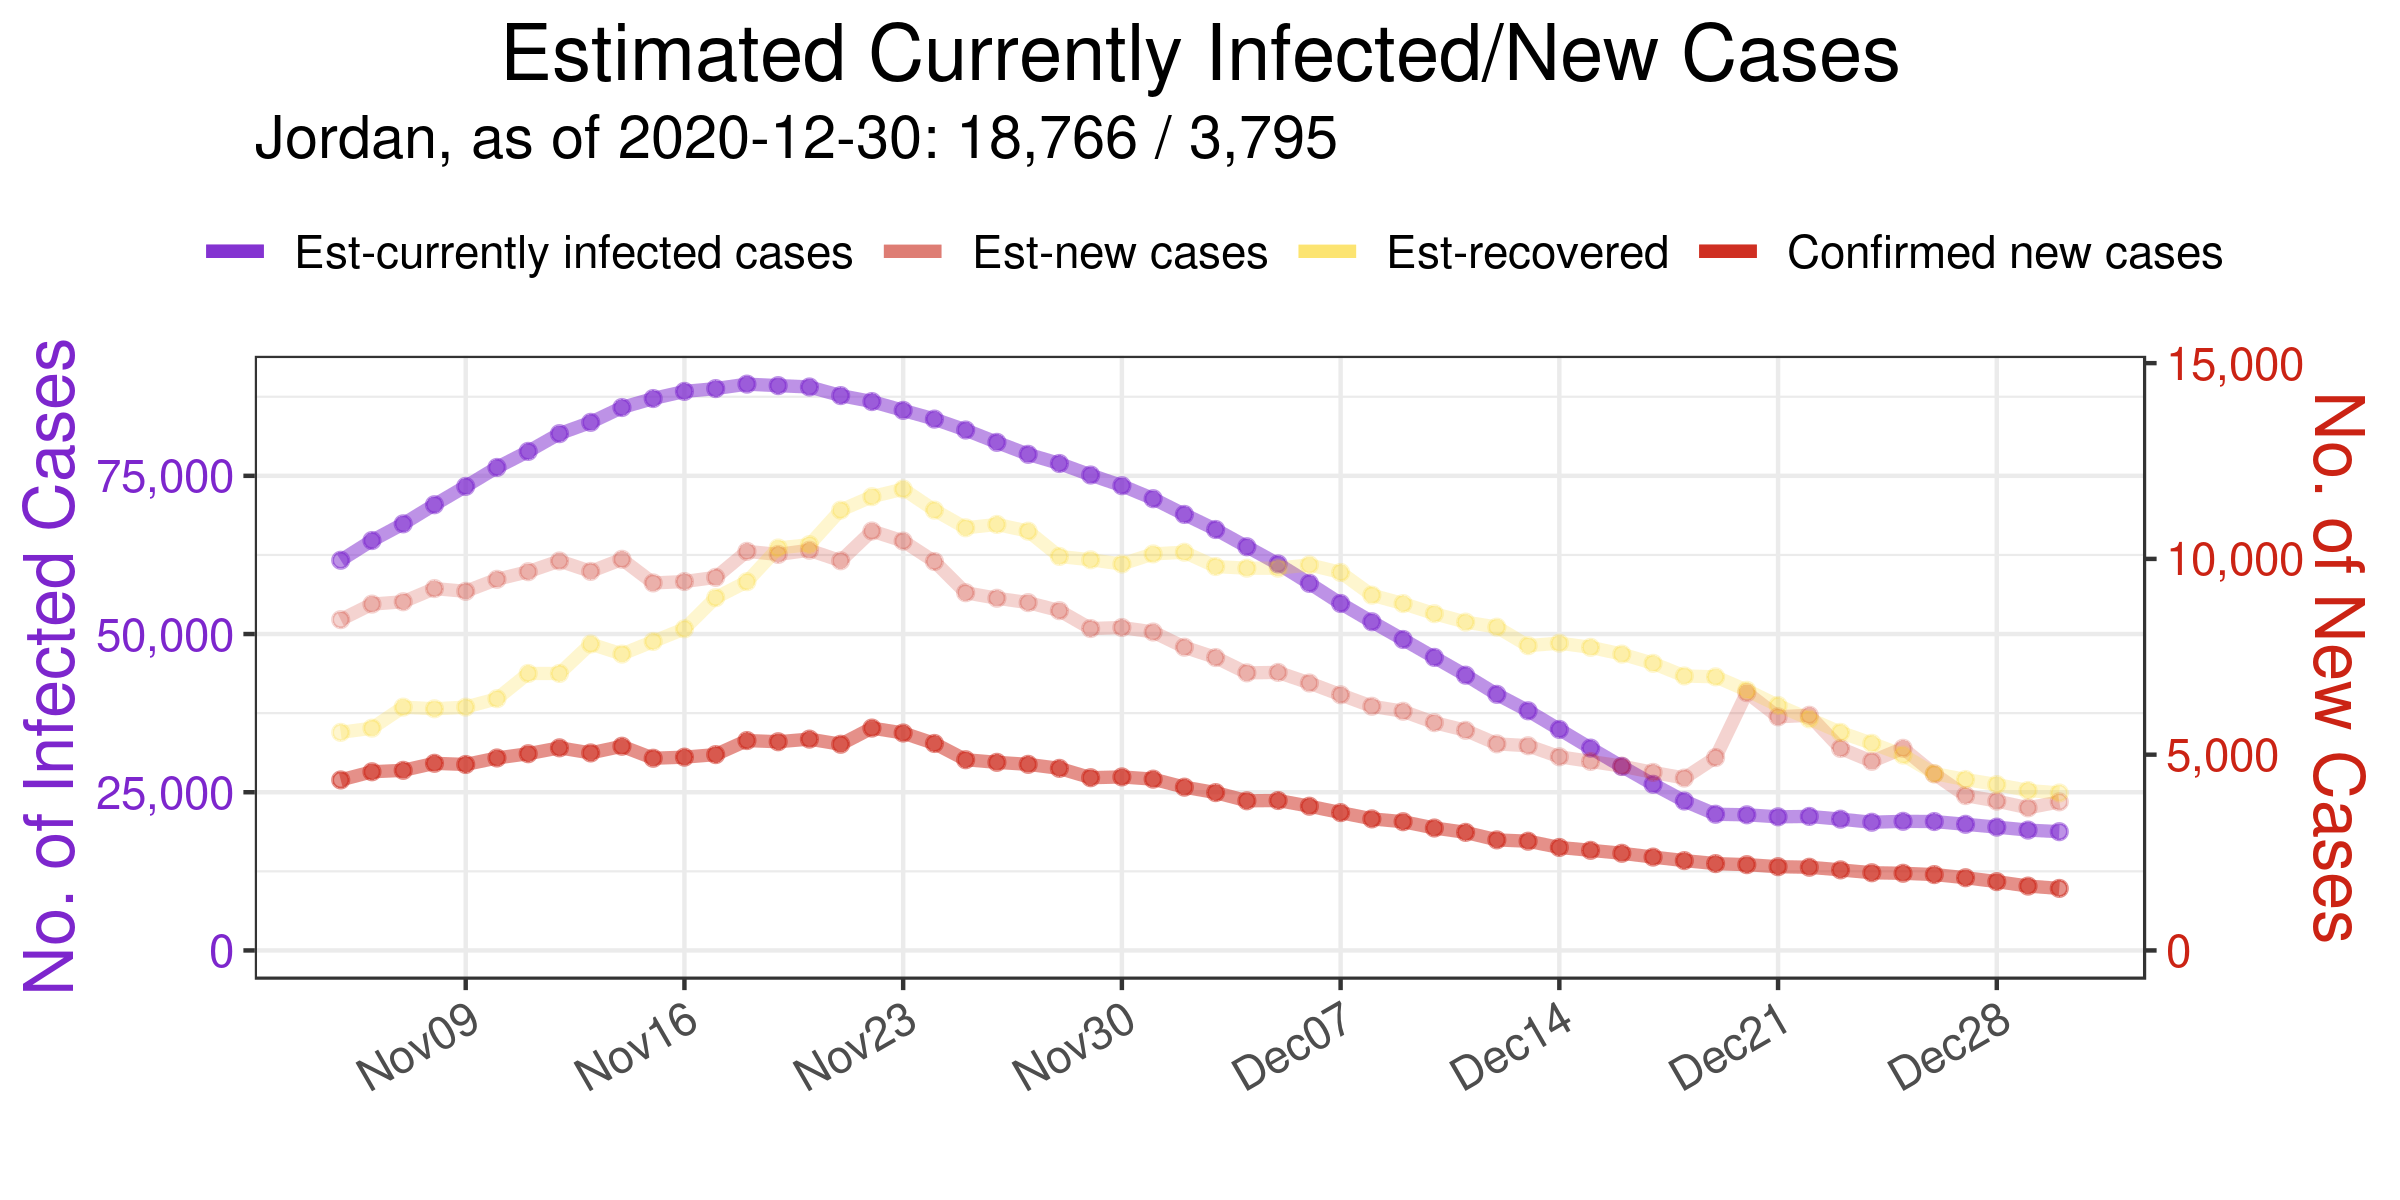 Estimated Currently Infected/New Cases
Jordan, as of 2020-12-30: 18,766 / 3,795
Est-currently infected cases Est-new cases Est-recovered Confirmed new cases
No. of Infected Cases
75,000
50,000
25,000
0
15,000
10,000
5,000
0
No. of New Cases
Nov09 Nov16 Nov23 Nov30 Dec07 Dec14 Dec21 Dec28